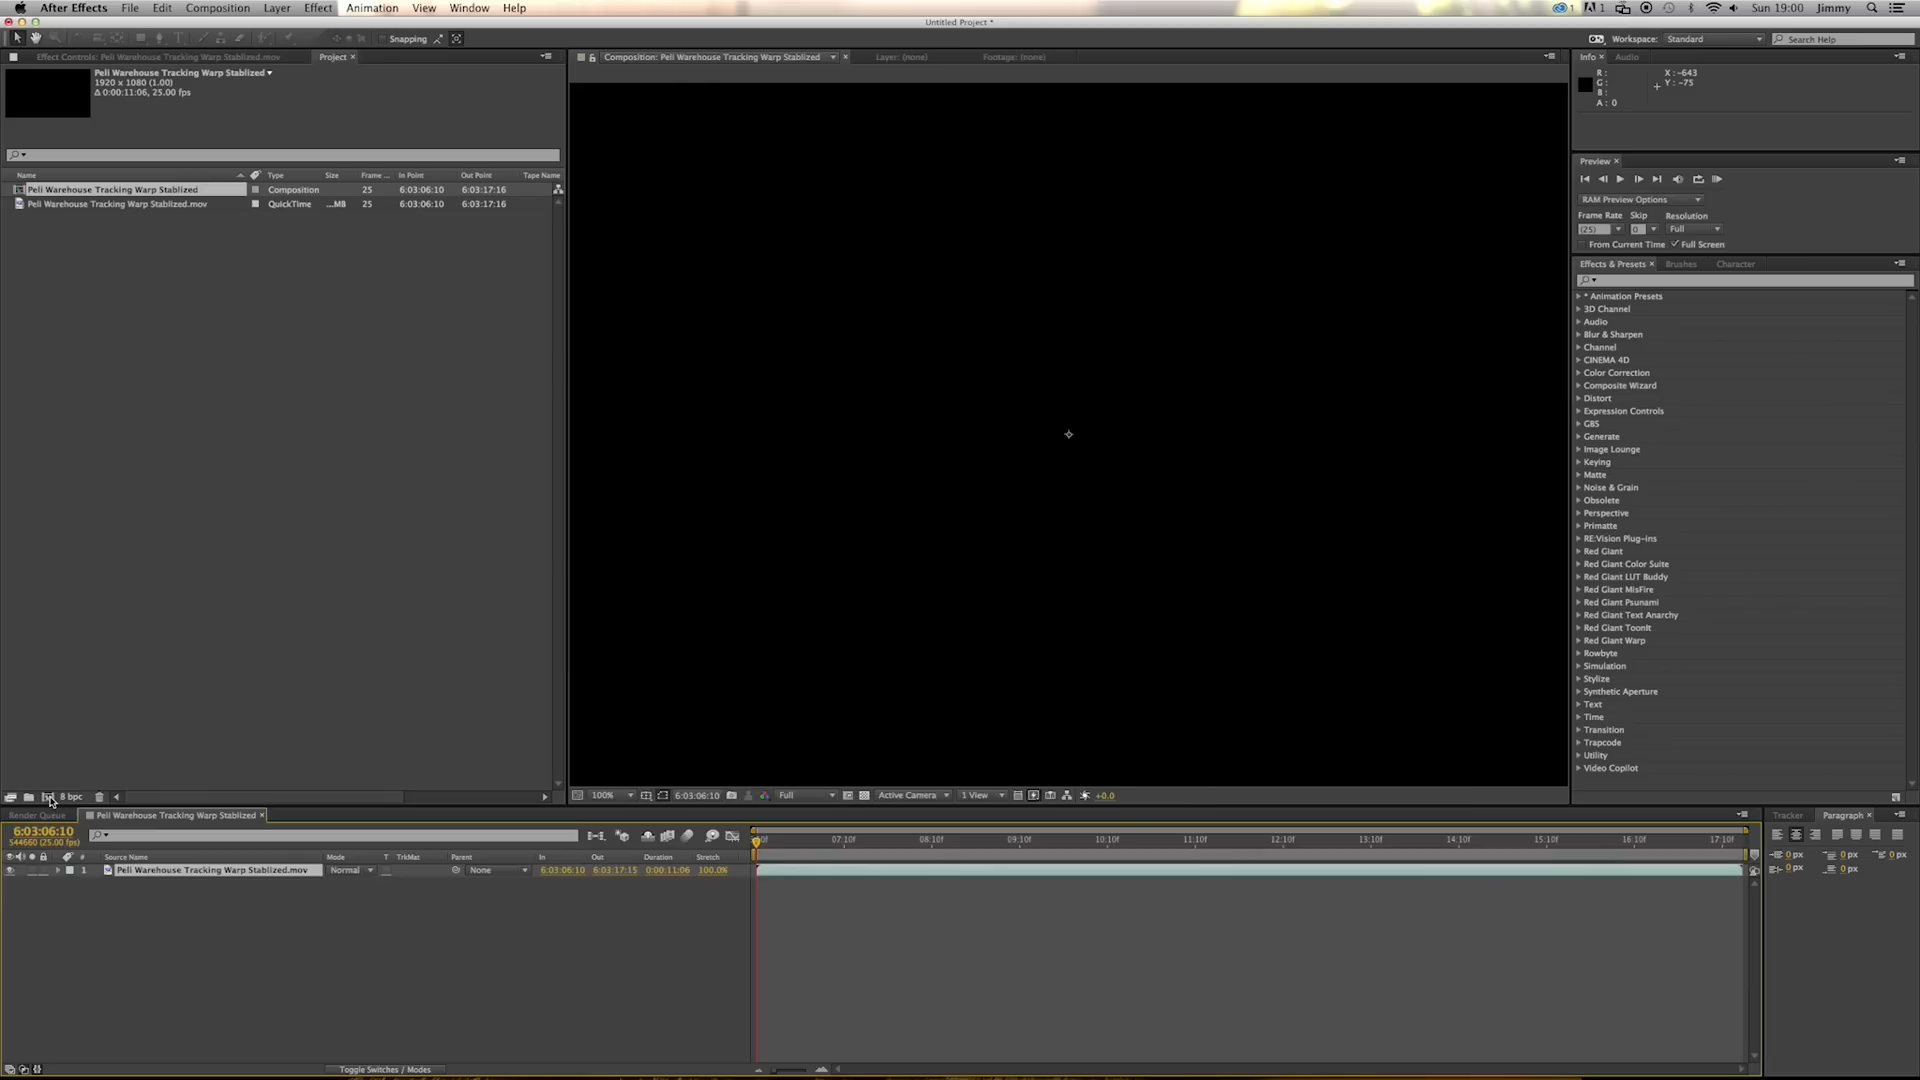 After Effects File Edit Composition Layer Effect Animation View Window Help
1 1 Sun 19:00 Jimmy
Untitled Project *
Snapping
Workspace: Standard Search Help
Effect Controls: Peli Warehouse Tracking Warp Stablized.mov Project
Peli Warehouse Tracking Warp Stablized
1920 x 1080 (1.00)
Δ 0:00:11:06, 25.00 fps
Name Type Size Frame ... In Point Out Point Tape Name
Peli Warehouse Tracking Warp Stablized Composition 25 6:03:06:10 6:03:17:16
Peli Warehouse Tracking Warp Stablized.mov QuickTime ...MB 25 6:03:06:10 6:03:17:16
8 bpc
Composition: Peli Warehouse Tracking Warp Stablized Layer: (none) Footage: (none)
100% 6:03:06:10 Full Active Camera 1 View +0.0
Info Audio
R : X : -643
G : Y : -75
B :
A : 0
Preview
RAM Preview Options
Frame Rate Skip Resolution
(25) 0 Full
From Current Time Full Screen
Effects & Presets Brushes Character
* Animation Presets
3D Channel
Audio
Blur & Sharpen
Channel
CINEMA 4D
Color Correction
Composite Wizard
Distort
Expression Controls
GBS
Generate
Image Lounge
Keying
Matte
Noise & Grain
Obsolete
Perspective
Primatte
RE:Vision Plug-ins
Red Giant
Red Giant Color Suite
Red Giant LUT Buddy
Red Giant MisFire
Red Giant Psunami
Red Giant Text Anarchy
Red Giant ToonIt
Red Giant Warp
Rowbyte
Simulation
Stylize
Synthetic Aperture
Text
Time
Transition
Trapcode
Utility
Video Copilot
Render Queue Peli Warehouse Tracking Warp Stablized
6:03:06:10
544660 (25.00 fps)
07:10f 08:10f 09:10f 10:10f 11:10f 12:10f 13:10f 14:10f 15:10f 16:10f 17:10f
# Source Name Mode T TrkMat Parent In Out Duration Stretch
1 Peli Warehouse Tracking Warp Stablized.mov Normal None 6:03:06:10 6:03:17:15 0:00:11:06 100.0%
Toggle Switches / Modes
Tracker Paragraph
0 px 0 px 0 px
0 px 0 px